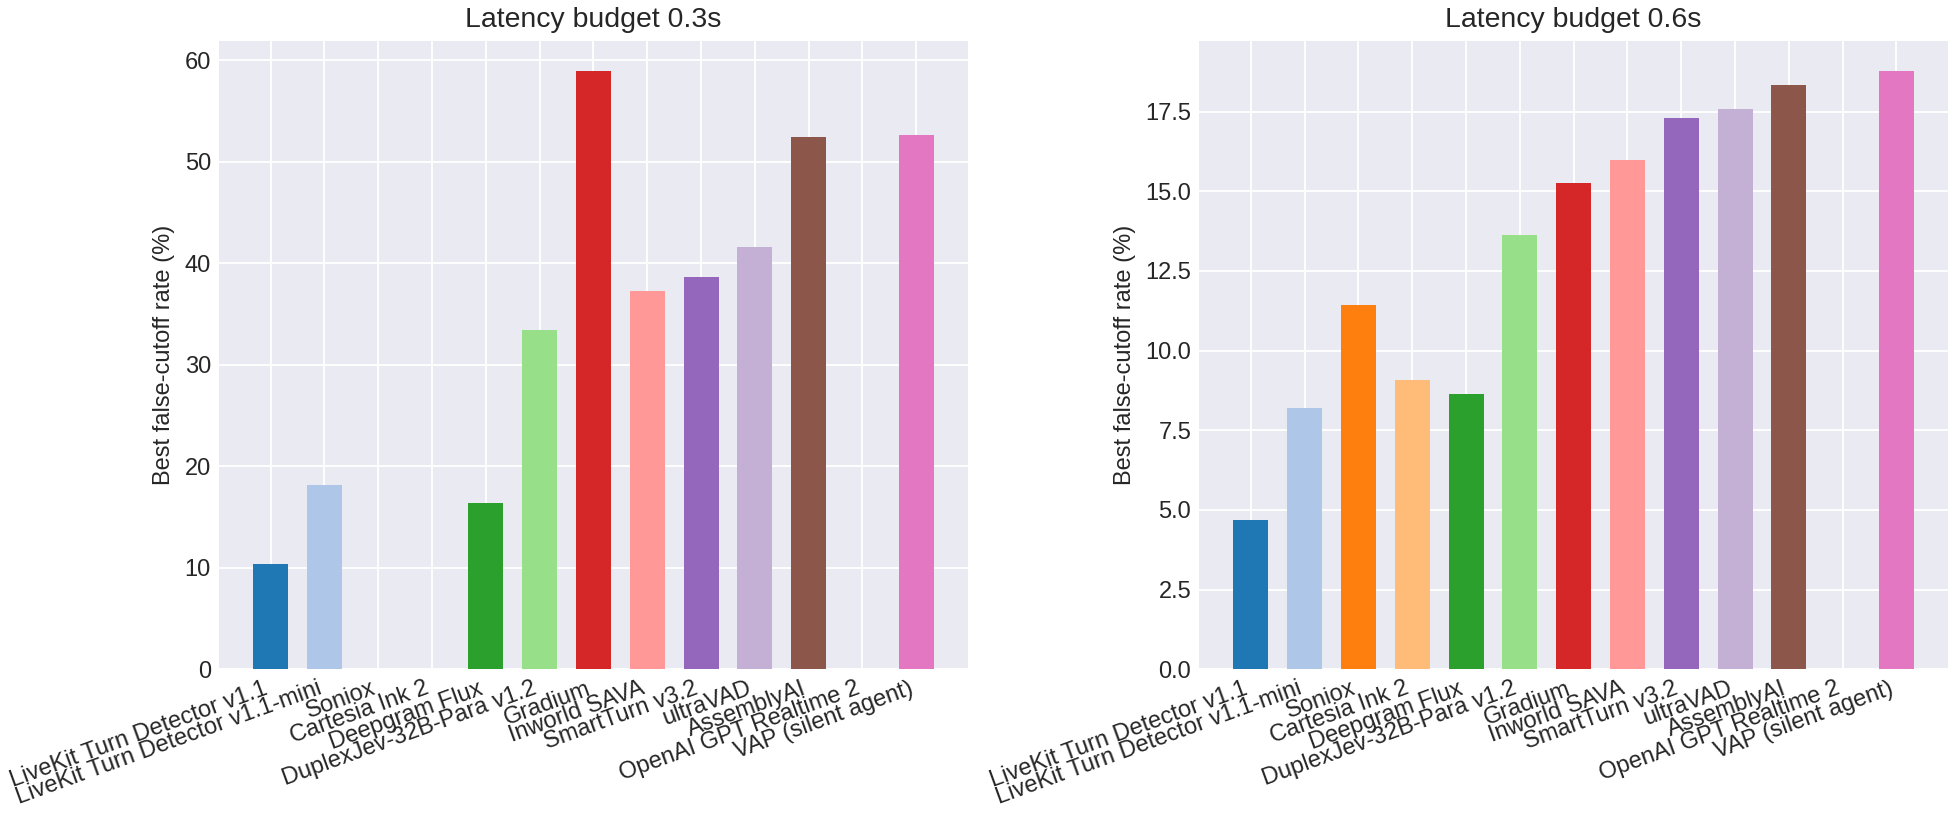 Latency budget 0.3s
Best false-cutoff rate (%)
60
50
40
30
20
10
0
LiveKit Turn Detector v1.1
LiveKit Turn Detector v1.1-mini
Soniox
Cartesia Ink 2
Deepgram Flux
DuplexJev-32B-Para v1.2
Gradium
Inworld SAVA
SmartTurn v3.2
ultraVAD
AssemblyAI
OpenAI GPT Realtime 2
VAP (silent agent)
Latency budget 0.6s
Best false-cutoff rate (%)
17.5
15.0
12.5
10.0
7.5
5.0
2.5
0.0
LiveKit Turn Detector v1.1
LiveKit Turn Detector v1.1-mini
Soniox
Cartesia Ink 2
Deepgram Flux
DuplexJev-32B-Para v1.2
Gradium
Inworld SAVA
SmartTurn v3.2
ultraVAD
AssemblyAI
OpenAI GPT Realtime 2
VAP (silent agent)